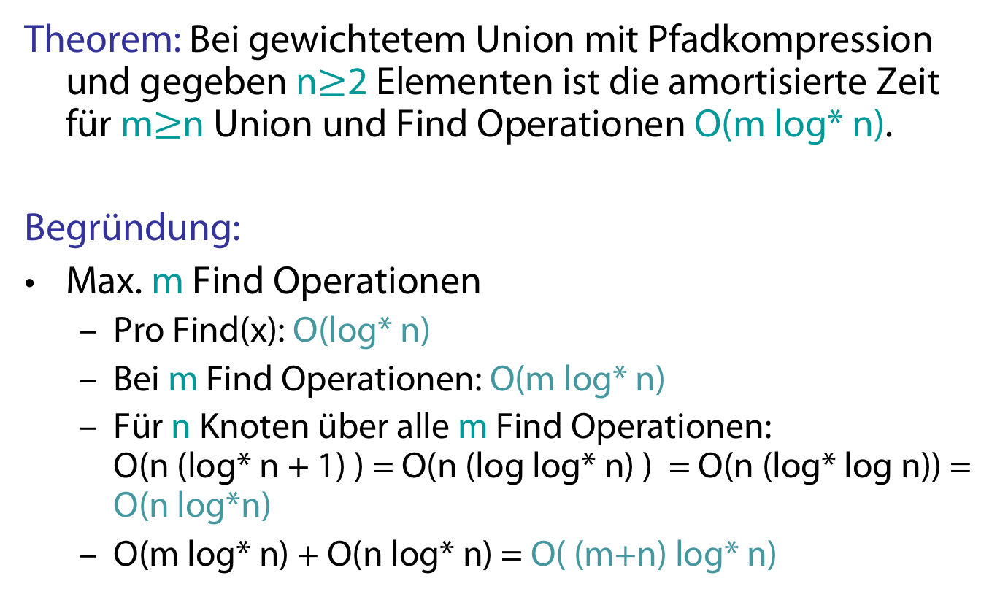 Theorem: Bei gewichtetem Union mit Pfadkompression
und gegeben n≥2 Elementen ist die amortisierte Zeit
für m≥n Union und Find Operationen O(m log* n).
Begründung:
• Max. m Find Operationen
– Pro Find(x): O(log* n)
– Bei m Find Operationen: O(m log* n)
– Für n Knoten über alle m Find Operationen:
O(n (log* n + 1) ) = O(n (log log* n) ) = O(n (log* log n)) =
O(n log*n)
– O(m log* n) + O(n log* n) = O( (m+n) log* n)